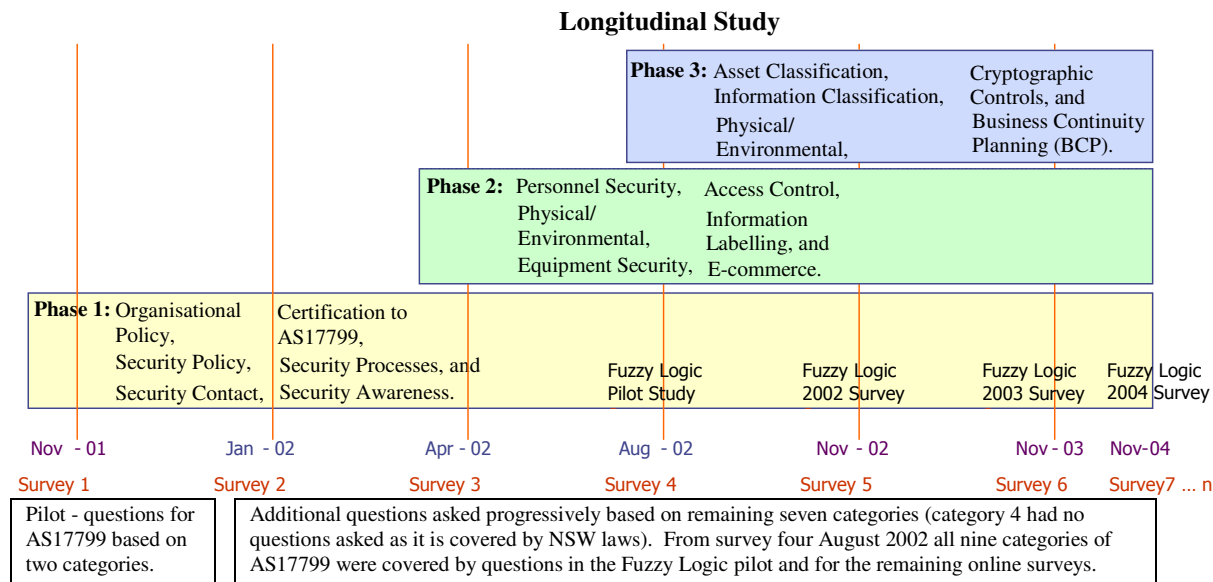 Longitudinal Study
Phase 3: Asset Classification,
Information Classification,
Physical/
Environmental,
Cryptographic
Controls, and
Business Continuity
Planning (BCP).
Phase 2: Personnel Security,
Physical/
Environmental,
Equipment Security,
Access Control,
Information
Labelling, and
E-commerce.
Phase 1: Organisational
Policy,
Security Policy,
Security Contact,
Certification to
AS17799,
Security Processes, and
Security Awareness.
Fuzzy Logic
Pilot Study
Fuzzy Logic
2002 Survey
Fuzzy Logic
2003 Survey
Fuzzy Logic
2004 Survey
Nov - 01
Jan - 02
Apr - 02
Aug - 02
Nov - 02
Nov - 03
Nov-04
Survey 1
Survey 2
Survey 3
Survey 4
Survey 5
Survey 6
Survey7 ... n
Pilot - questions for
AS17799 based on
two categories.
Additional questions asked progressively based on remaining seven categories (category 4 had no
questions asked as it is covered by NSW laws). From survey four August 2002 all nine categories of
AS17799 were covered by questions in the Fuzzy Logic pilot and for the remaining online surveys.